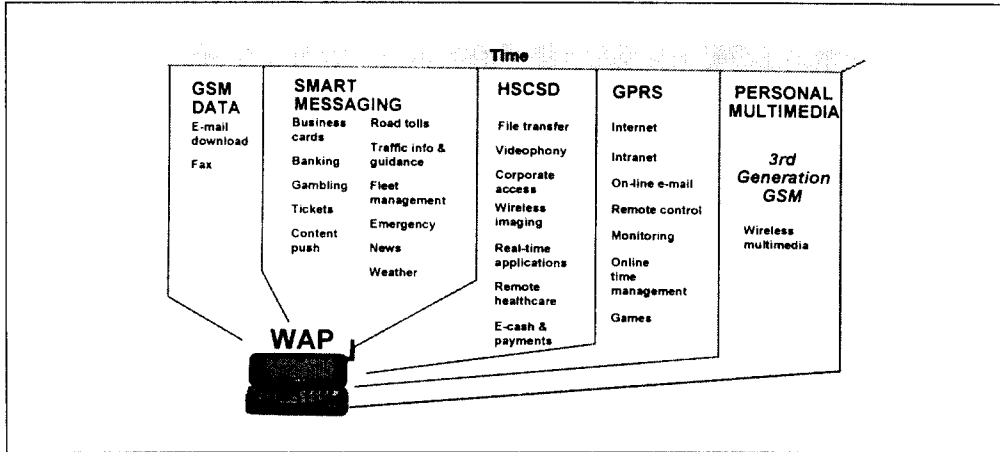 Time
GSM
DATA
E-mail
download
Fax
SMART
MESSAGING
Business
cards
Banking
Gambling
Tickets
Content
push
Road tolls
Traffic info &
guidance
Fleet
management
Emergency
News
Weather
HSCSD
File transfer
Videophony
Corporate
access
Wireless
imaging
Real-time
applications
Remote
healthcare
E-cash &
payments
GPRS
Internet
Intranet
On-line e-mail
Remote control
Monitoring
Online
time
management
Games
PERSONAL
MULTIMEDIA
3rd
Generation
GSM
Wireless
multimedia
WAP